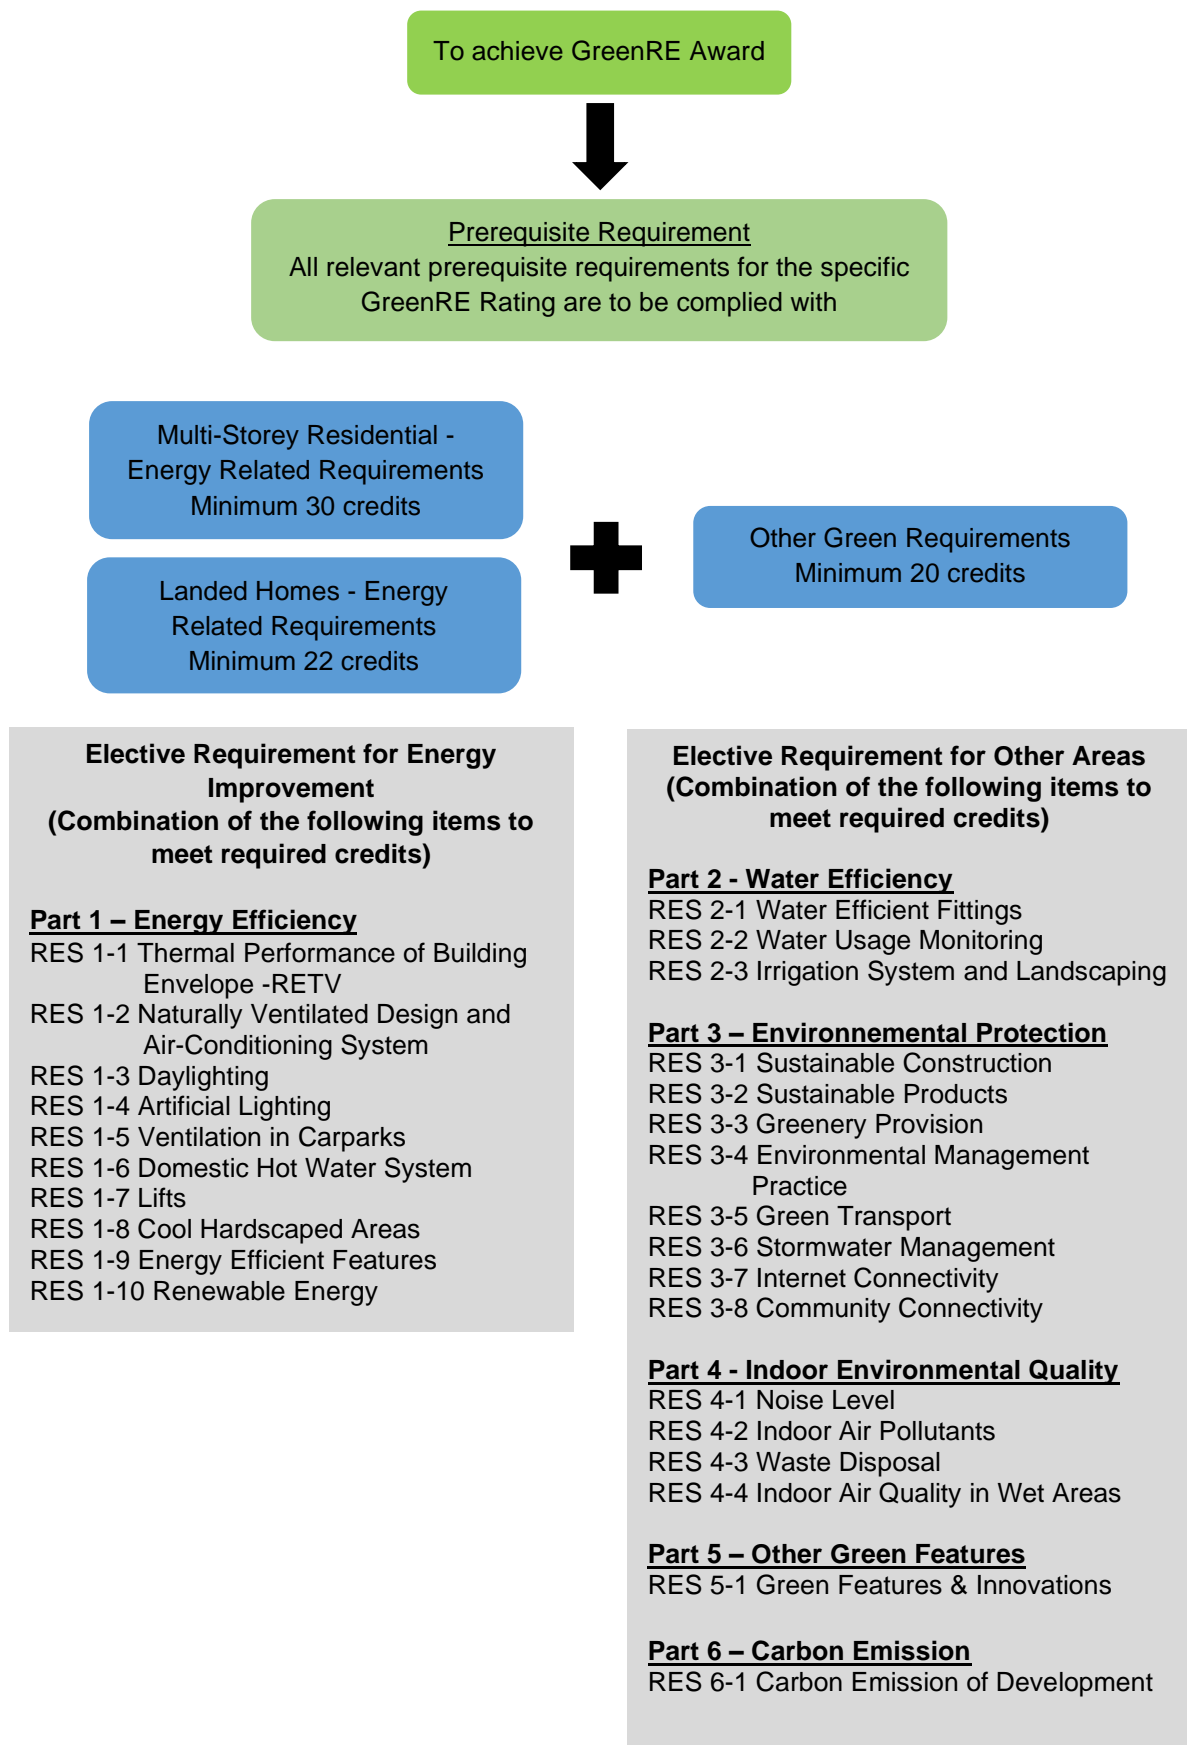 To achieve GreenRE Award
Prerequisite Requirement
All relevant prerequisite requirements for the specific
GreenRE Rating are to be complied with
Multi-Storey Residential -
Energy Related Requirements
Minimum 30 credits
Landed Homes - Energy
Related Requirements
Minimum 22 credits
Other Green Requirements
Minimum 20 credits
Elective Requirement for Energy
Improvement
(Combination of the following items to
meet required credits)
Part 1 – Energy Efficiency
RES 1-1 Thermal Performance of Building
Envelope -RETV
RES 1-2 Naturally Ventilated Design and
Air-Conditioning System
RES 1-3 Daylighting
RES 1-4 Artificial Lighting
RES 1-5 Ventilation in Carparks
RES 1-6 Domestic Hot Water System
RES 1-7 Lifts
RES 1-8 Cool Hardscaped Areas
RES 1-9 Energy Efficient Features
RES 1-10 Renewable Energy
Elective Requirement for Other Areas
(Combination of the following items to
meet required credits)
Part 2 - Water Efficiency
RES 2-1 Water Efficient Fittings
RES 2-2 Water Usage Monitoring
RES 2-3 Irrigation System and Landscaping
Part 3 – Environnemental Protection
RES 3-1 Sustainable Construction
RES 3-2 Sustainable Products
RES 3-3 Greenery Provision
RES 3-4 Environmental Management
Practice
RES 3-5 Green Transport
RES 3-6 Stormwater Management
RES 3-7 Internet Connectivity
RES 3-8 Community Connectivity
Part 4 - Indoor Environmental Quality
RES 4-1 Noise Level
RES 4-2 Indoor Air Pollutants
RES 4-3 Waste Disposal
RES 4-4 Indoor Air Quality in Wet Areas
Part 5 – Other Green Features
RES 5-1 Green Features & Innovations
Part 6 – Carbon Emission
RES 6-1 Carbon Emission of Development